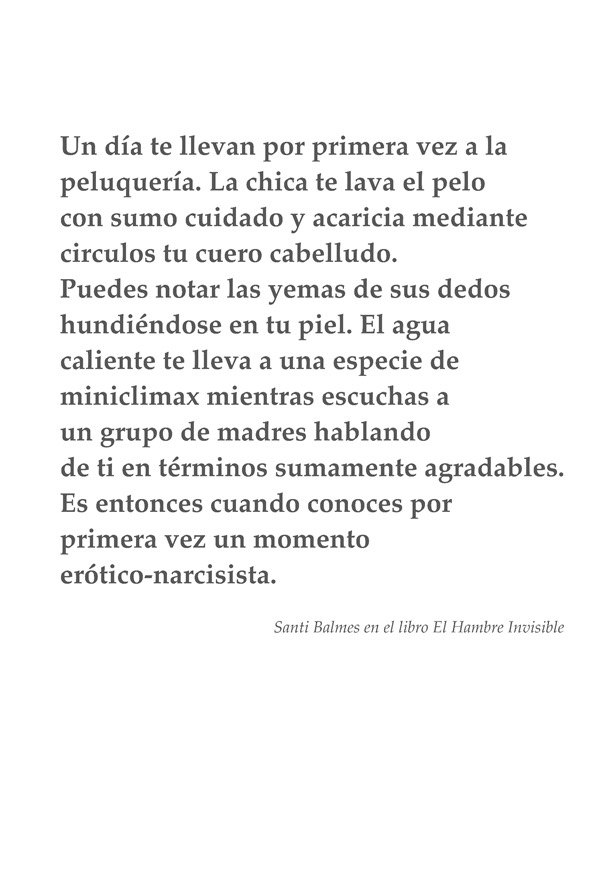 Un día te llevan por primera vez a la
peluquería. La chica te lava el pelo
con sumo cuidado y acaricia mediante
circulos tu cuero cabelludo.
Puedes notar las yemas de sus dedos
hundiéndose en tu piel. El agua
caliente te lleva a una especie de
miniclimax mientras escuchas a
un grupo de madres hablando
de ti en términos sumamente agradables.
Es entonces cuando conoces por
primera vez un momento
erótico-narcisista.
Santi Balmes en el libro El Hambre Invisible